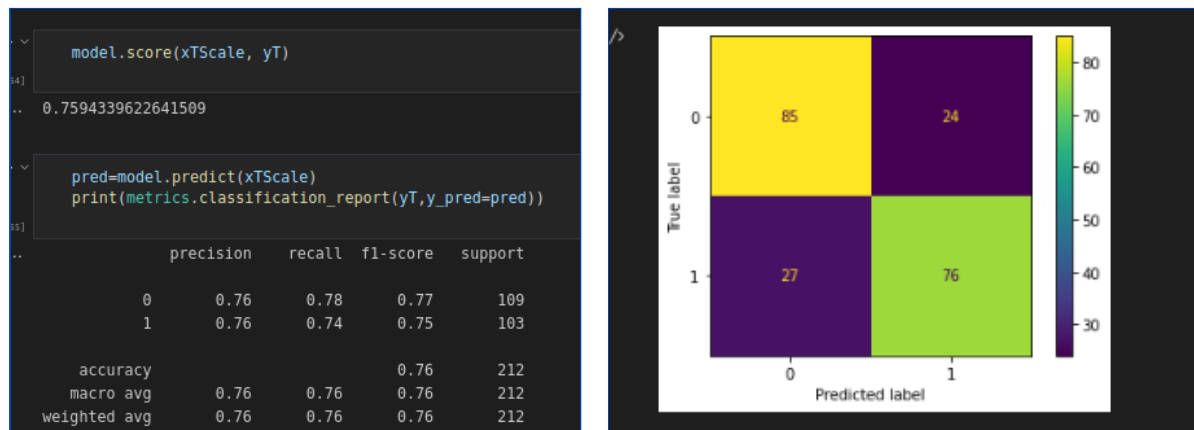 model.score(xTScale, yT)
54]
.. 0.7594339622641509
pred=model.predict(xTScale)
print(metrics.classification_report(yT,y_pred=pred))
55]
..
precision recall f1-score support
0 0.76 0.78 0.77 109
1 0.76 0.74 0.75 103
accuracy 0.76 212
macro avg 0.76 0.76 0.76 212
weighted avg 0.76 0.76 0.76 212
/>
True label
0
1
85 24
27 76
0 1
Predicted label
80
70
60
50
40
30